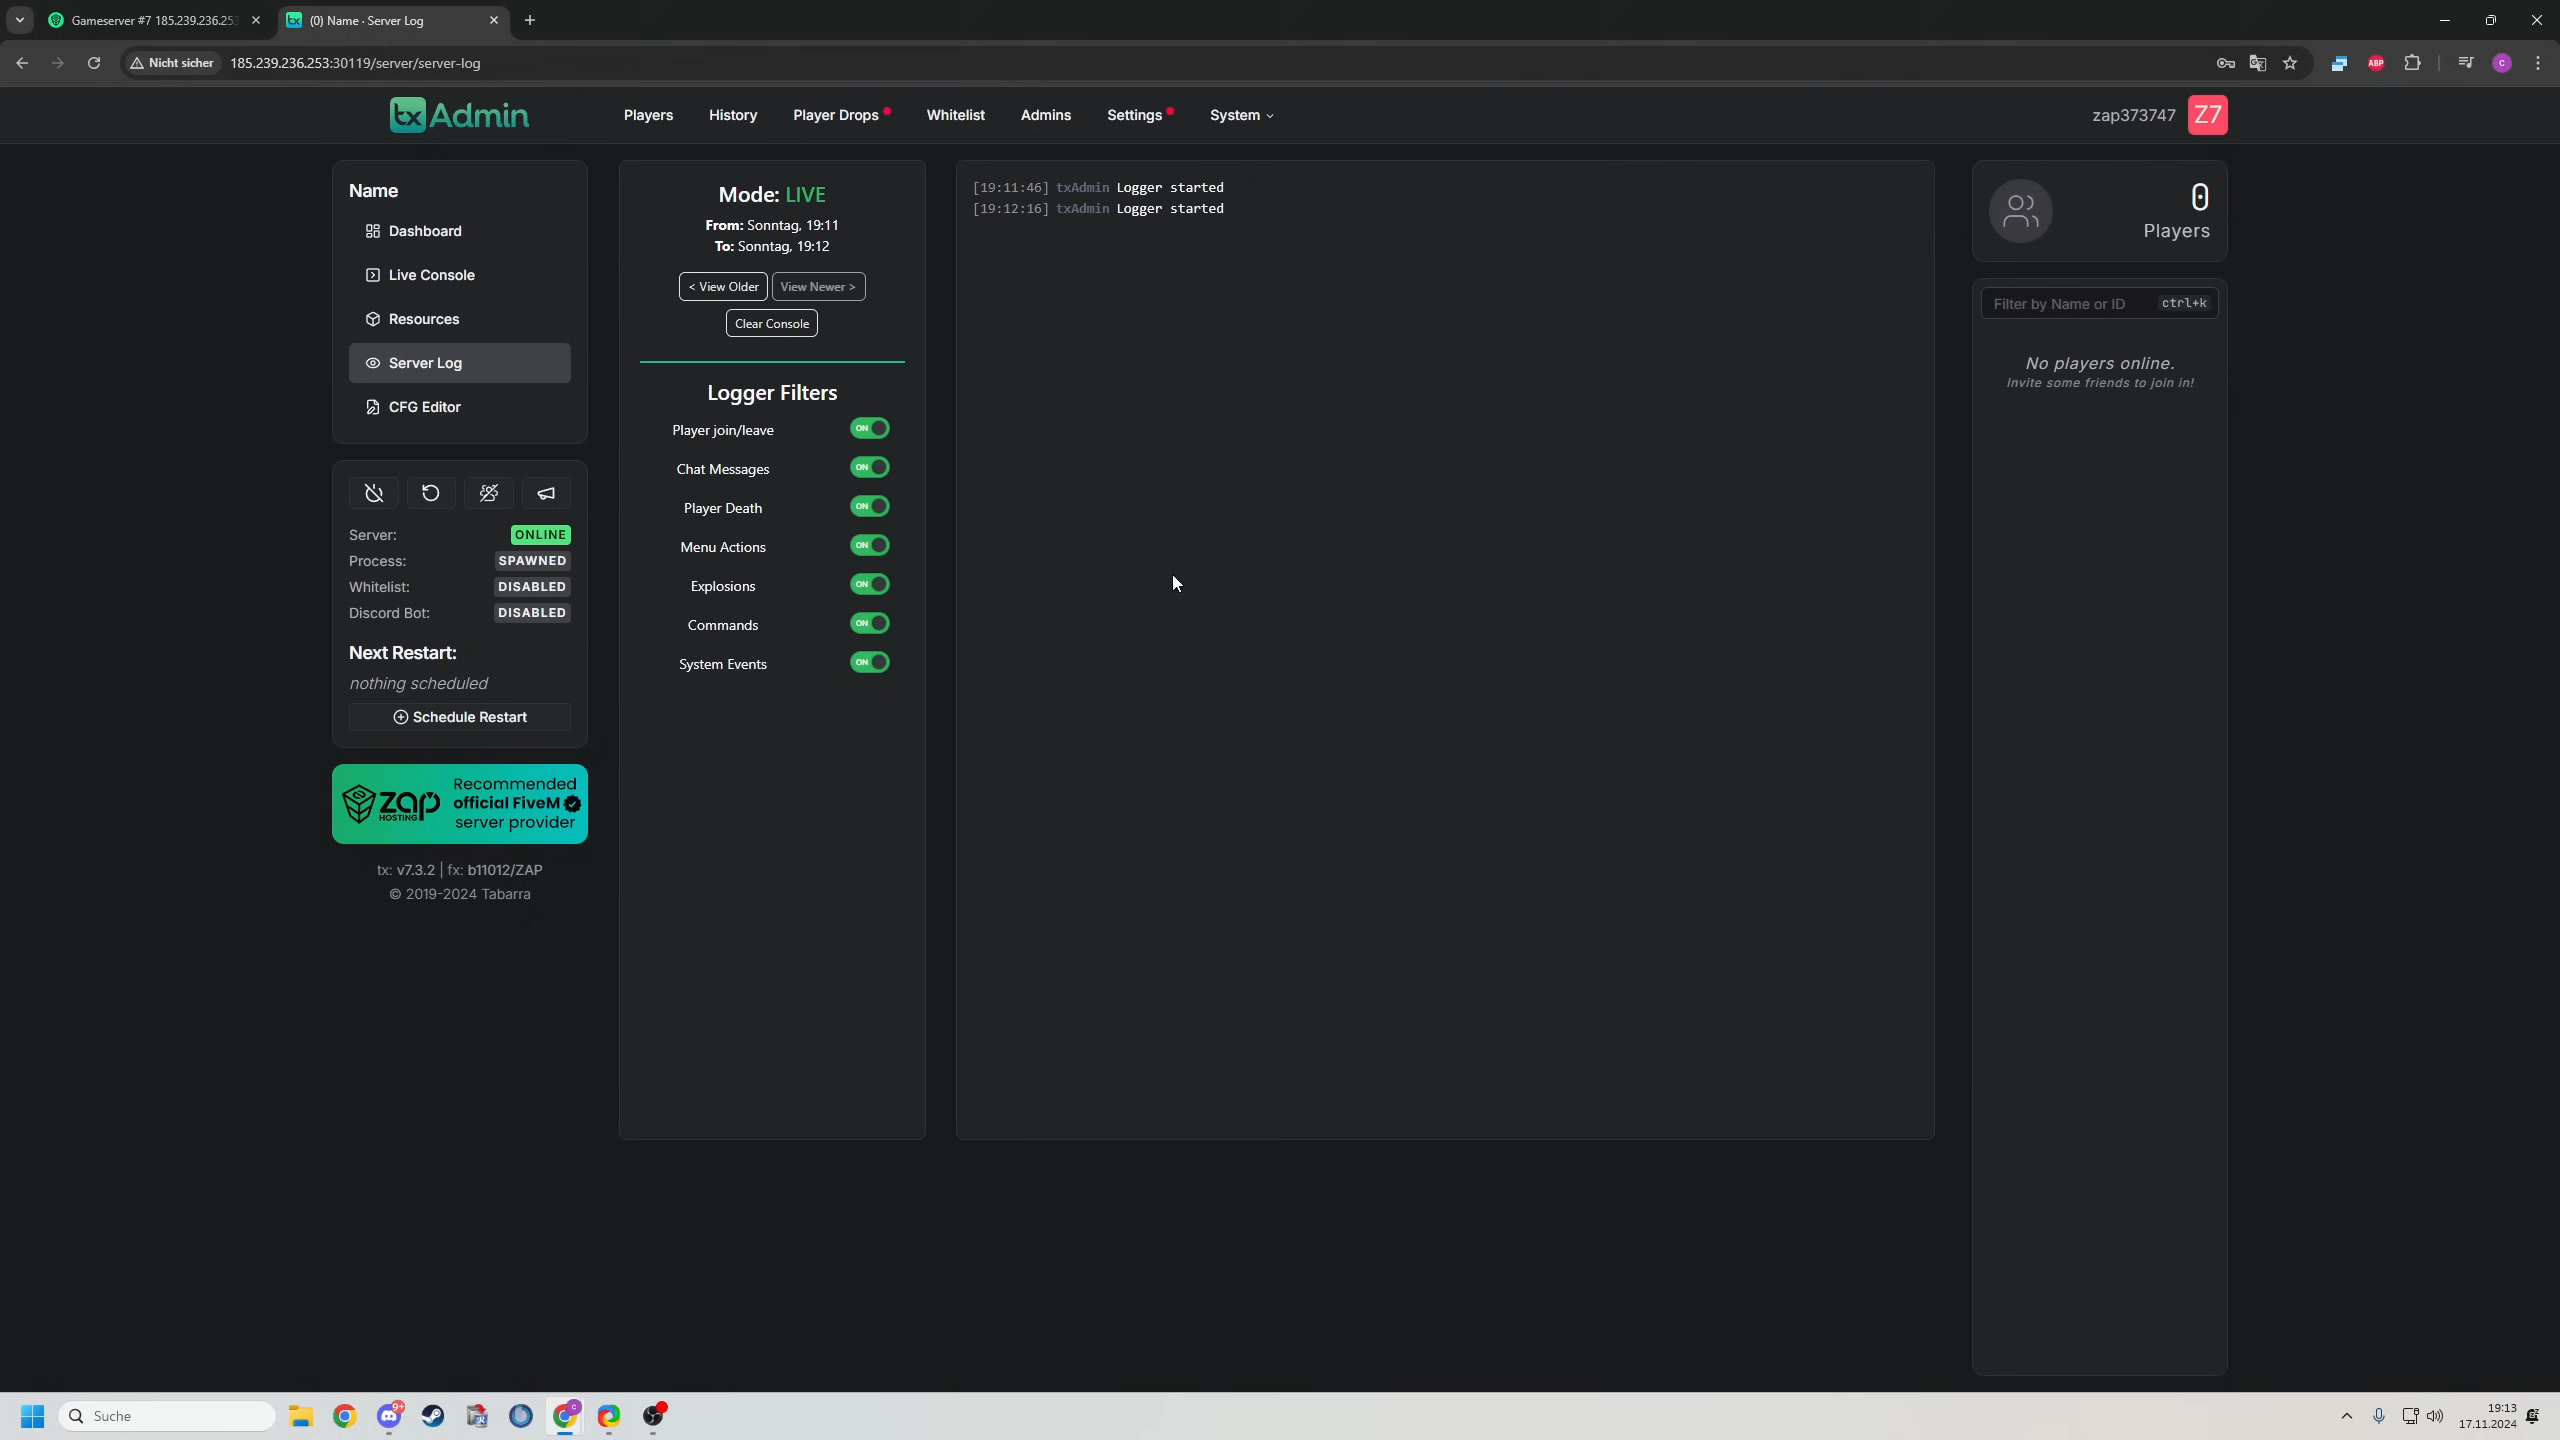 Gameserver #7 185.239.236.253
(0) Name · Server Log
Nicht sicher
185.239.236.253:30119/server/server-log
ABP
C
tx Admin
Players
History
Player Drops
Whitelist
Admins
Settings
System
zap373747
Z7
Name
Dashboard
Live Console
Resources
Server Log
CFG Editor
Server: ONLINE
Process: SPAWNED
Whitelist: DISABLED
Discord Bot: DISABLED
Next Restart:
nothing scheduled
Schedule Restart
ZAP HOSTING
Recommended
official FiveM
server provider
tx: v7.3.2 | fx: b11012/ZAP
© 2019-2024 Tabarra
Mode: LIVE
From: Sonntag, 19:11
To: Sonntag, 19:12
< View Older
View Newer >
Clear Console
Logger Filters
Player join/leave ON
Chat Messages ON
Player Death ON
Menu Actions ON
Explosions ON
Commands ON
System Events ON
[19:11:46] txAdmin Logger started
[19:12:16] txAdmin Logger started
0
Players
Filter by Name or ID ctrl+k
No players online.
Invite some friends to join in!
Suche
9+
C
19:13
17.11.2024